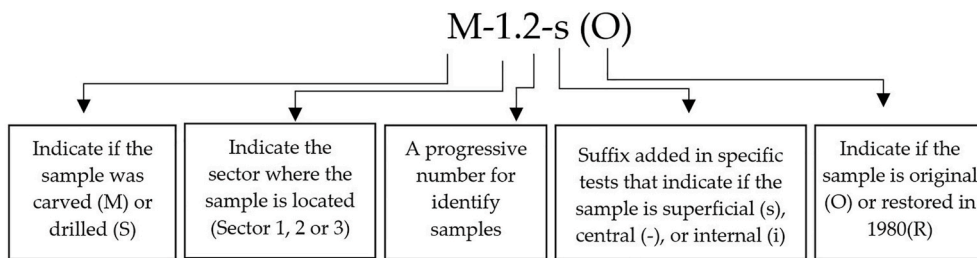 M-1.2-s (O)
Indicate if the
sample was
carved (M) or
drilled (S)
Indicate the
sector where the
sample is located
(Sector 1, 2 or 3)
A progressive
number for
identify
samples
Suffix added in specific
tests that indicate if the
sample is superficial (s),
central (-), or internal (i)
Indicate if the
sample is original
(O) or restored in
1980(R)